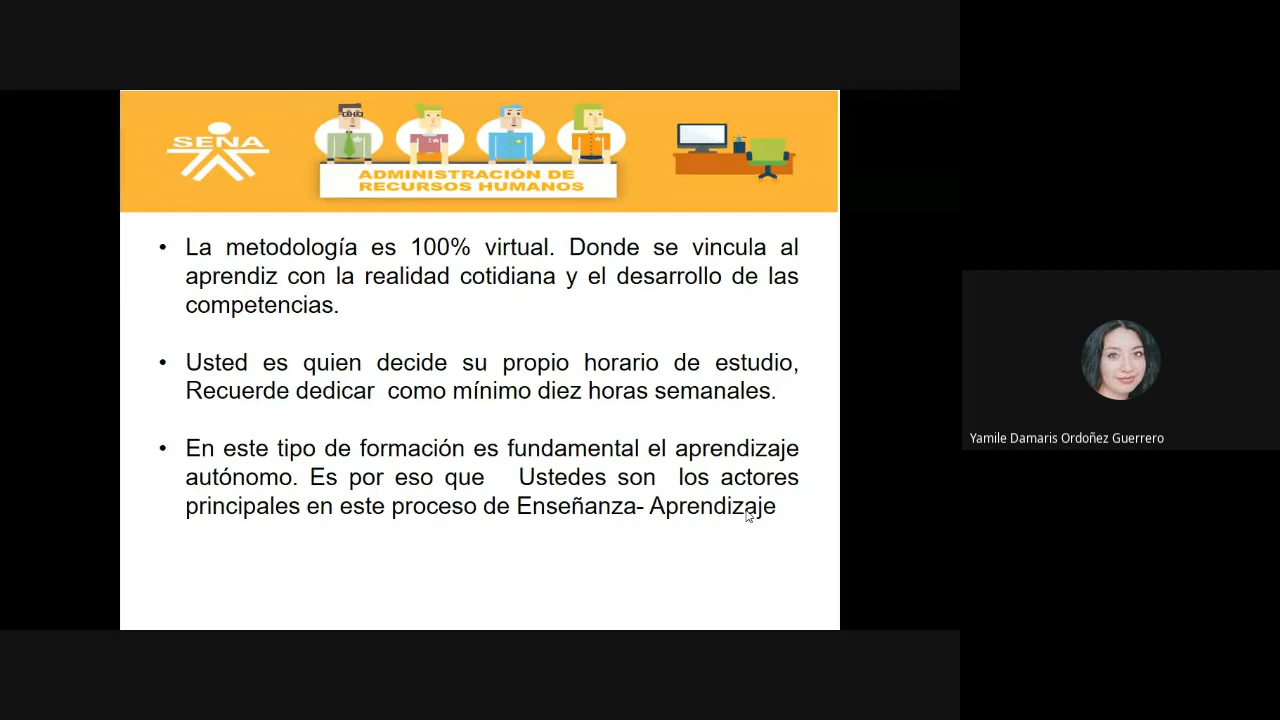 SENA
ADMINISTRACIÓN DE
RECURSOS HUMANOS
• La metodología es 100% virtual. Donde se vincula al
aprendiz con la realidad cotidiana y el desarrollo de las
competencias.
• Usted es quien decide su propio horario de estudio,
Recuerde dedicar como mínimo diez horas semanales.
• En este tipo de formación es fundamental el aprendizaje
autónomo. Es por eso que Ustedes son los actores
principales en este proceso de Enseñanza- Aprendizaje
Yamile Damaris Ordoñez Guerrero